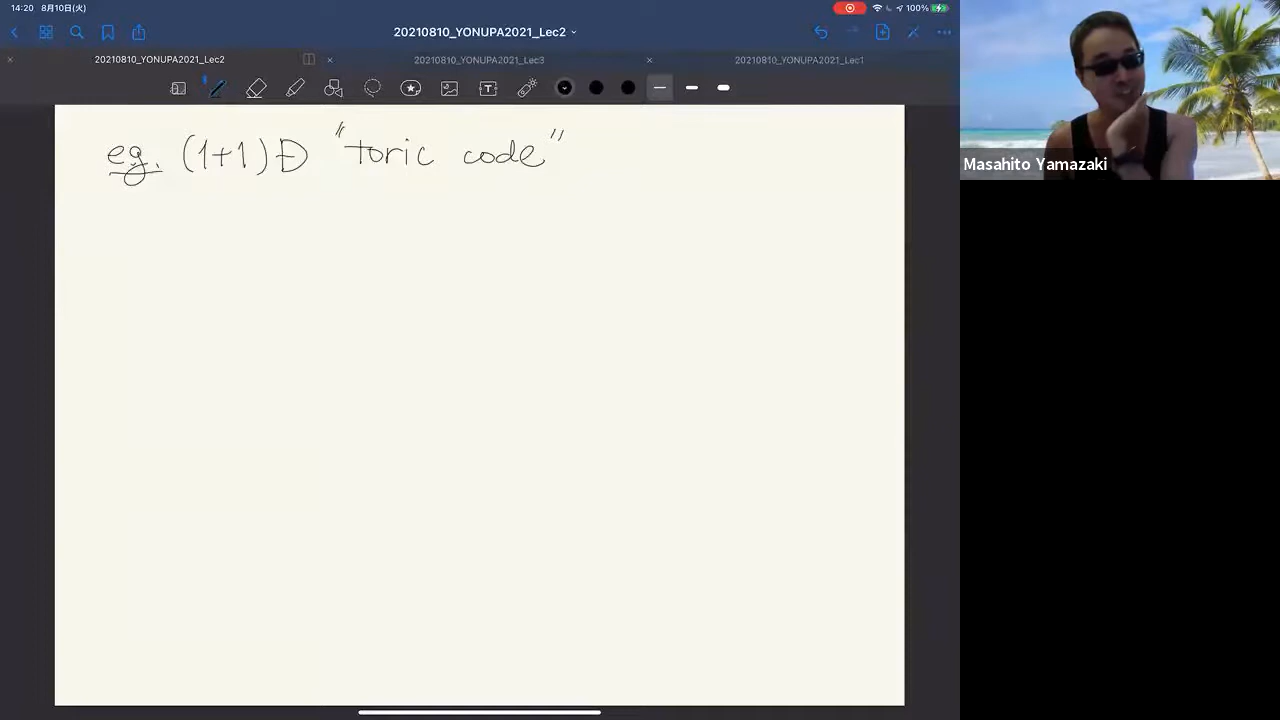 14:20 8月10日(火)
100%
20210810_YONUPA2021_Lec2
20210810_YONUPA2021_Lec2
20210810_YONUPA2021_Lec3
20210810_YONUPA2021_Lec1
Masahito Yamazaki
eg. (1+1)D "toric code"